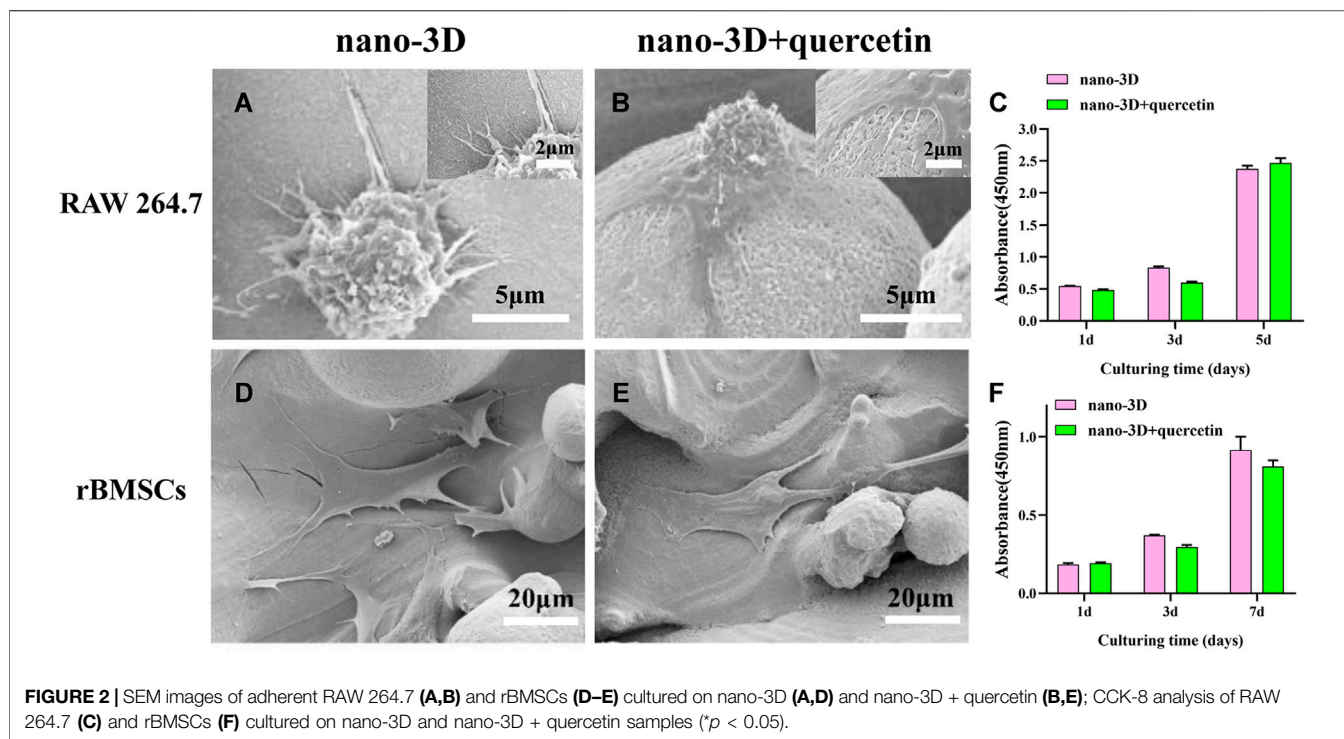 nano-3D
nano-3D+quercetin
RAW 264.7
A
2μm
5μm
B
2μm
5μm
C
nano-3D
nano-3D+quercetin
Absorbance(450nm)
3.0
2.5
2.0
1.5
1.0
0.5
0.0
1d
3d
5d
Culturing time (days)
rBMSCs
D
20μm
E
20μm
F
nano-3D
nano-3D+quercetin
Absorbance(450nm)
1.0
0.5
0.0
1d
3d
7d
Culturing time (days)
FIGURE 2 | SEM images of adherent RAW 264.7 (A,B) and rBMSCs (D–E) cultured on nano-3D (A,D) and nano-3D + quercetin (B,E); CCK-8 analysis of RAW
264.7 (C) and rBMSCs (F) cultured on nano-3D and nano-3D + quercetin samples (*p < 0.05).